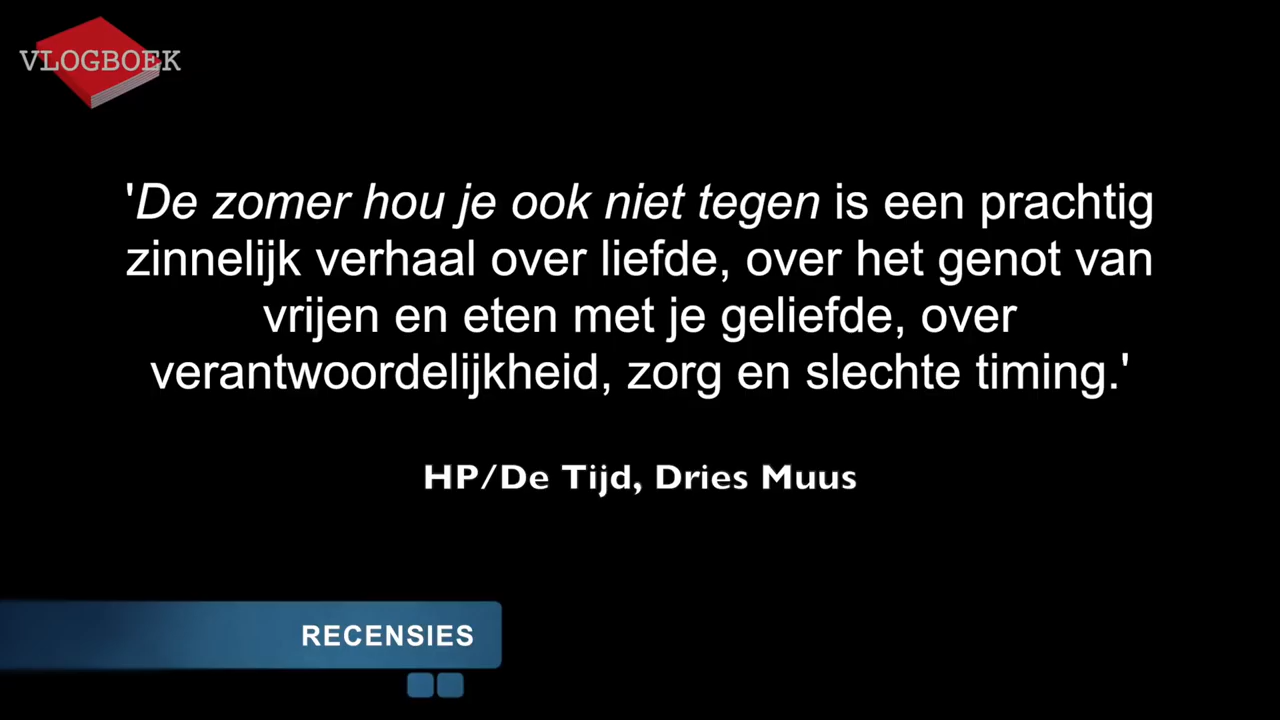 VLOGBOEK
'De zomer hou je ook niet tegen is een prachtig
zinnelijk verhaal over liefde, over het genot van
vrijen en eten met je geliefde, over
verantwoordelijkheid, zorg en slechte timing.'
HP/De Tijd, Dries Muus
RECENSIES